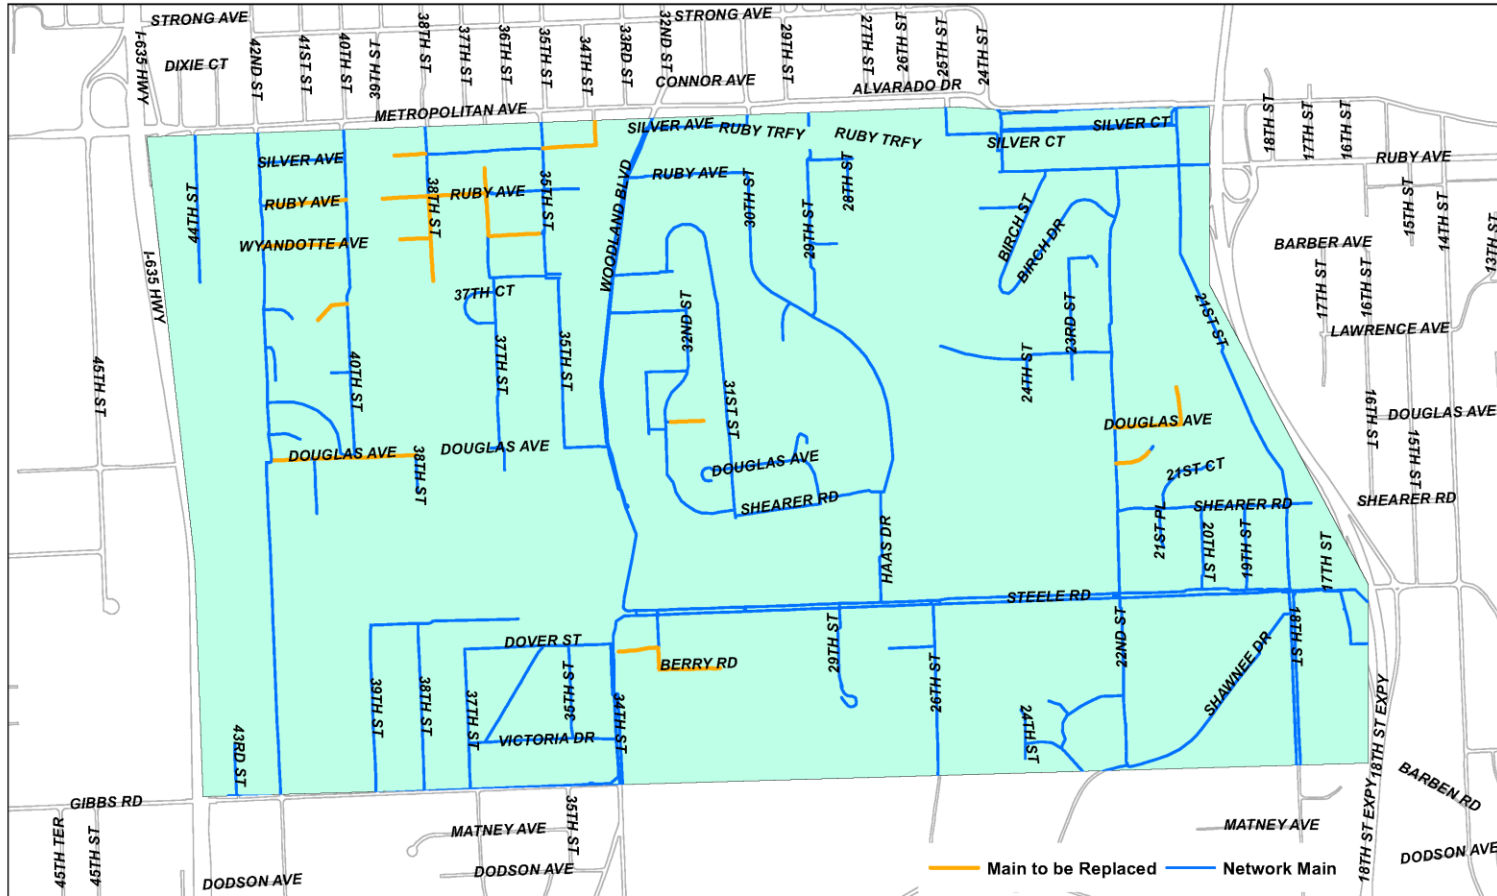 STRONG AVE
STRONG AVE
I-635 HWY
42ND ST
41ST ST
40TH ST
39TH ST
38TH ST
37TH ST
36TH ST
35TH ST
34TH ST
33RD ST
32ND ST
29TH ST
27TH ST
26TH ST
25TH ST
24TH ST
DIXIE CT
CONNOR AVE
ALVARADO DR
METROPOLITAN AVE
18TH ST
17TH ST
16TH ST
SILVER AVE
RUBY TRFY
RUBY TRFY
SILVER CT
SILVER CT
SILVER AVE
RUBY AVE
44TH ST
RUBY AVE
38TH ST
RUBY AVE
35TH ST
WOODLAND BLVD
RUBY AVE
30TH ST
29TH ST
28TH ST
BIRCH ST
BIRCH DR
15TH ST
14TH ST
13TH ST
WYANDOTTE AVE
BARBER AVE
I-635 HWY
37TH CT
17TH ST
16TH ST
32ND ST
23RD ST
21ST ST
LAWRENCE AVE
45TH ST
40TH ST
37TH ST
35TH ST
31ST ST
24TH ST
16TH ST
DOUGLAS AVE
DOUGLAS AVE
15TH ST
DOUGLAS AVE
38TH ST
DOUGLAS AVE
DOUGLAS AVE
21ST CT
SHEARER RD
SHEARER RD
SHEARER RD
HAAS DR
21ST PL
20TH ST
19TH ST
17TH ST
STEELE RD
29TH ST
22ND ST
18TH ST
DOVER ST
BERRY RD
39TH ST
38TH ST
37TH ST
35TH ST
34TH ST
26TH ST
SHAWNEE DR
24TH ST
VICTORIA DR
43RD ST
18TH ST EXPY
BARBEN RD
GIBBS RD
45TH TER
45TH ST
MATNEY AVE
35TH ST
MATNEY AVE
18TH ST EXPY
DODSON AVE
DODSON AVE
DODSON AVE
Main to be Replaced
Network Main